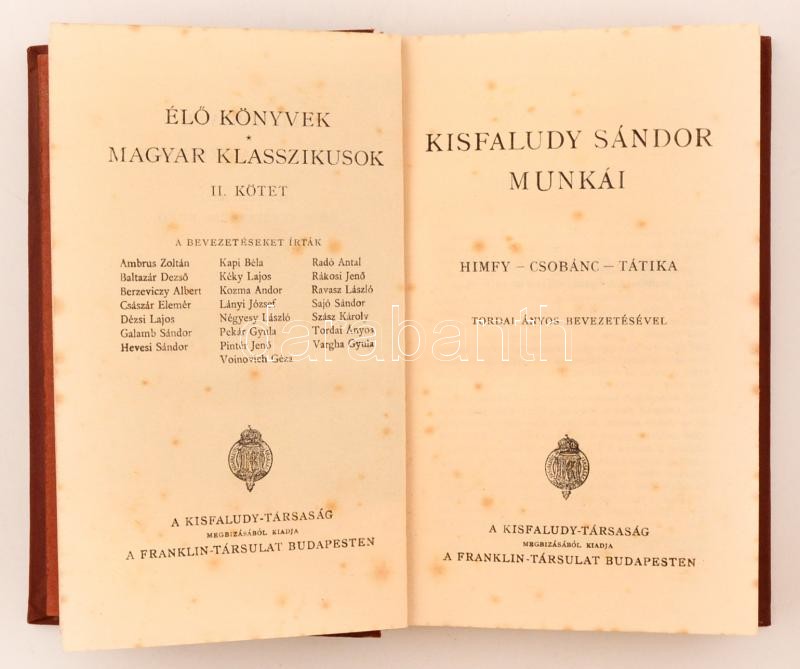 ÉLŐ KÖNYVEK
*
MAGYAR KLASSZIKUSOK
II. KÖTET
A BEVEZETÉSEKET ÍRTÁK
Ambrus Zoltán
Baltazár Dezső
Berzeviczy Albert
Császár Elemér
Dézsi Lajos
Galamb Sándor
Hevesi Sándor
Kapi Béla
Kéky Lajos
Kozma Andor
Lányi József
Négyesy László
Pekár Gyula
Pintér Jenő
Voinovich Géza
Radó Antal
Rákosi Jenő
Ravasz László
Sajó Sándor
Szász Károly
Tordai Ányos
Vargha Gyula
A KISFALUDY-TÁRSASÁG
MEGBIZÁSÁBÓL KIADJA
A FRANKLIN-TÁRSULAT BUDAPESTEN
KISFALUDY SÁNDOR
MUNKÁI
HIMFY – CSOBÁNC – TÁTIKA
TORDAI ÁNYOS BEVEZETÉSÉVEL
A KISFALUDY-TÁRSASÁG
MEGBIZÁSÁBÓL KIADJA
A FRANKLIN-TÁRSULAT BUDAPESTEN
darabanth